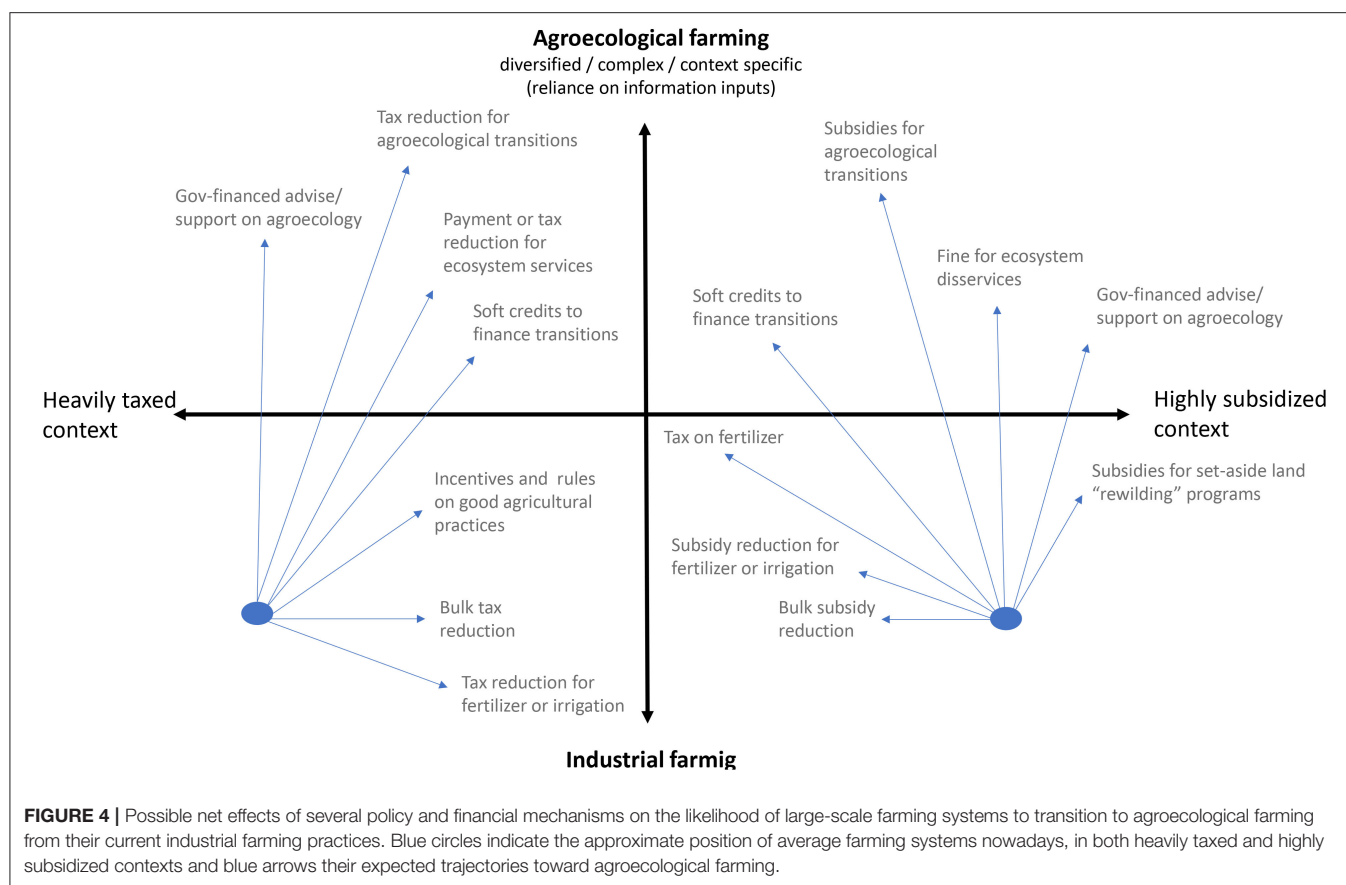 Agroecological farming
diversified / complex / context specific
(reliance on information inputs)
Tax reduction for
agroecological transitions
Subsidies for
agroecological
transitions
Gov-financed advise/
support on agroecology
Payment or tax
reduction for
ecosystem services
Fine for ecosystem
disservices
Soft credits to
finance transitions
Soft credits to
finance transitions
Gov-financed advise/
support on agroecology
Heavily taxed
context
Highly subsidized
context
Tax on fertilizer
Incentives and rules
on good agricultural
practices
Subsidies for set-aside land
“rewilding” programs
Subsidy reduction for
fertilizer or irrigation
Bulk tax
reduction
Bulk subsidy
reduction
Tax reduction for
fertilizer or irrigation
Industrial farmig
FIGURE 4 | Possible net effects of several policy and financial mechanisms on the likelihood of large-scale farming systems to transition to agroecological farming
from their current industrial farming practices. Blue circles indicate the approximate position of average farming systems nowadays, in both heavily taxed and highly
subsidized contexts and blue arrows their expected trajectories toward agroecological farming.